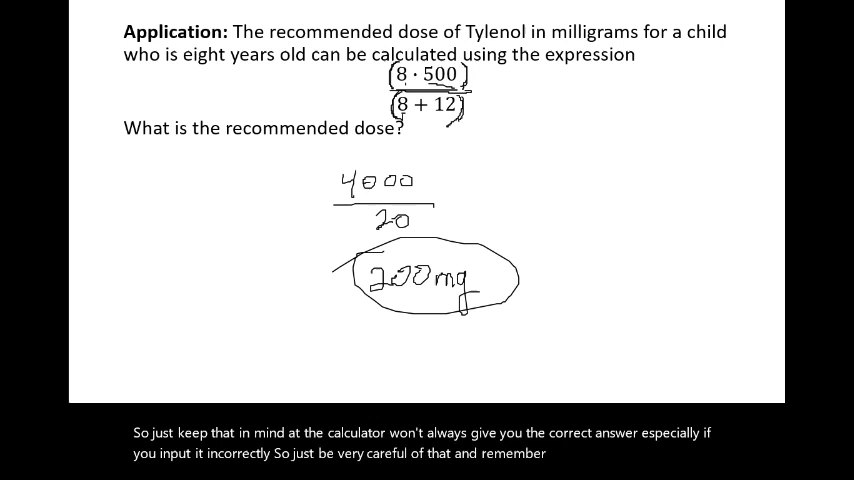 Application: The recommended dose of Tylenol in milligrams for a child
who is eight years old can be calculated using the expression
(8 · 500)
(8 + 12)
What is the recommended dose?
4000
20
200mg
So just keep that in mind at the calculator won't always give you the correct answer especially if
you input it incorrectly So just be very careful of that and remember